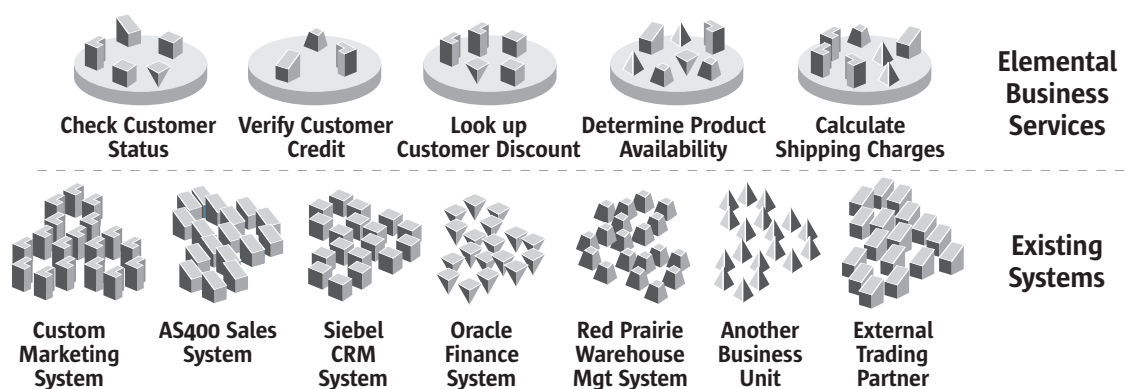 Elemental
Business
Services
Check Customer
Status
Verify Customer
Credit
Look up
Customer Discount
Determine Product
Availability
Calculate
Shipping Charges
Existing
Systems
Custom
Marketing
System
AS400 Sales
System
Siebel
CRM
System
Oracle
Finance
System
Red Prairie
Warehouse
Mgt System
Another
Business
Unit
External
Trading
Partner